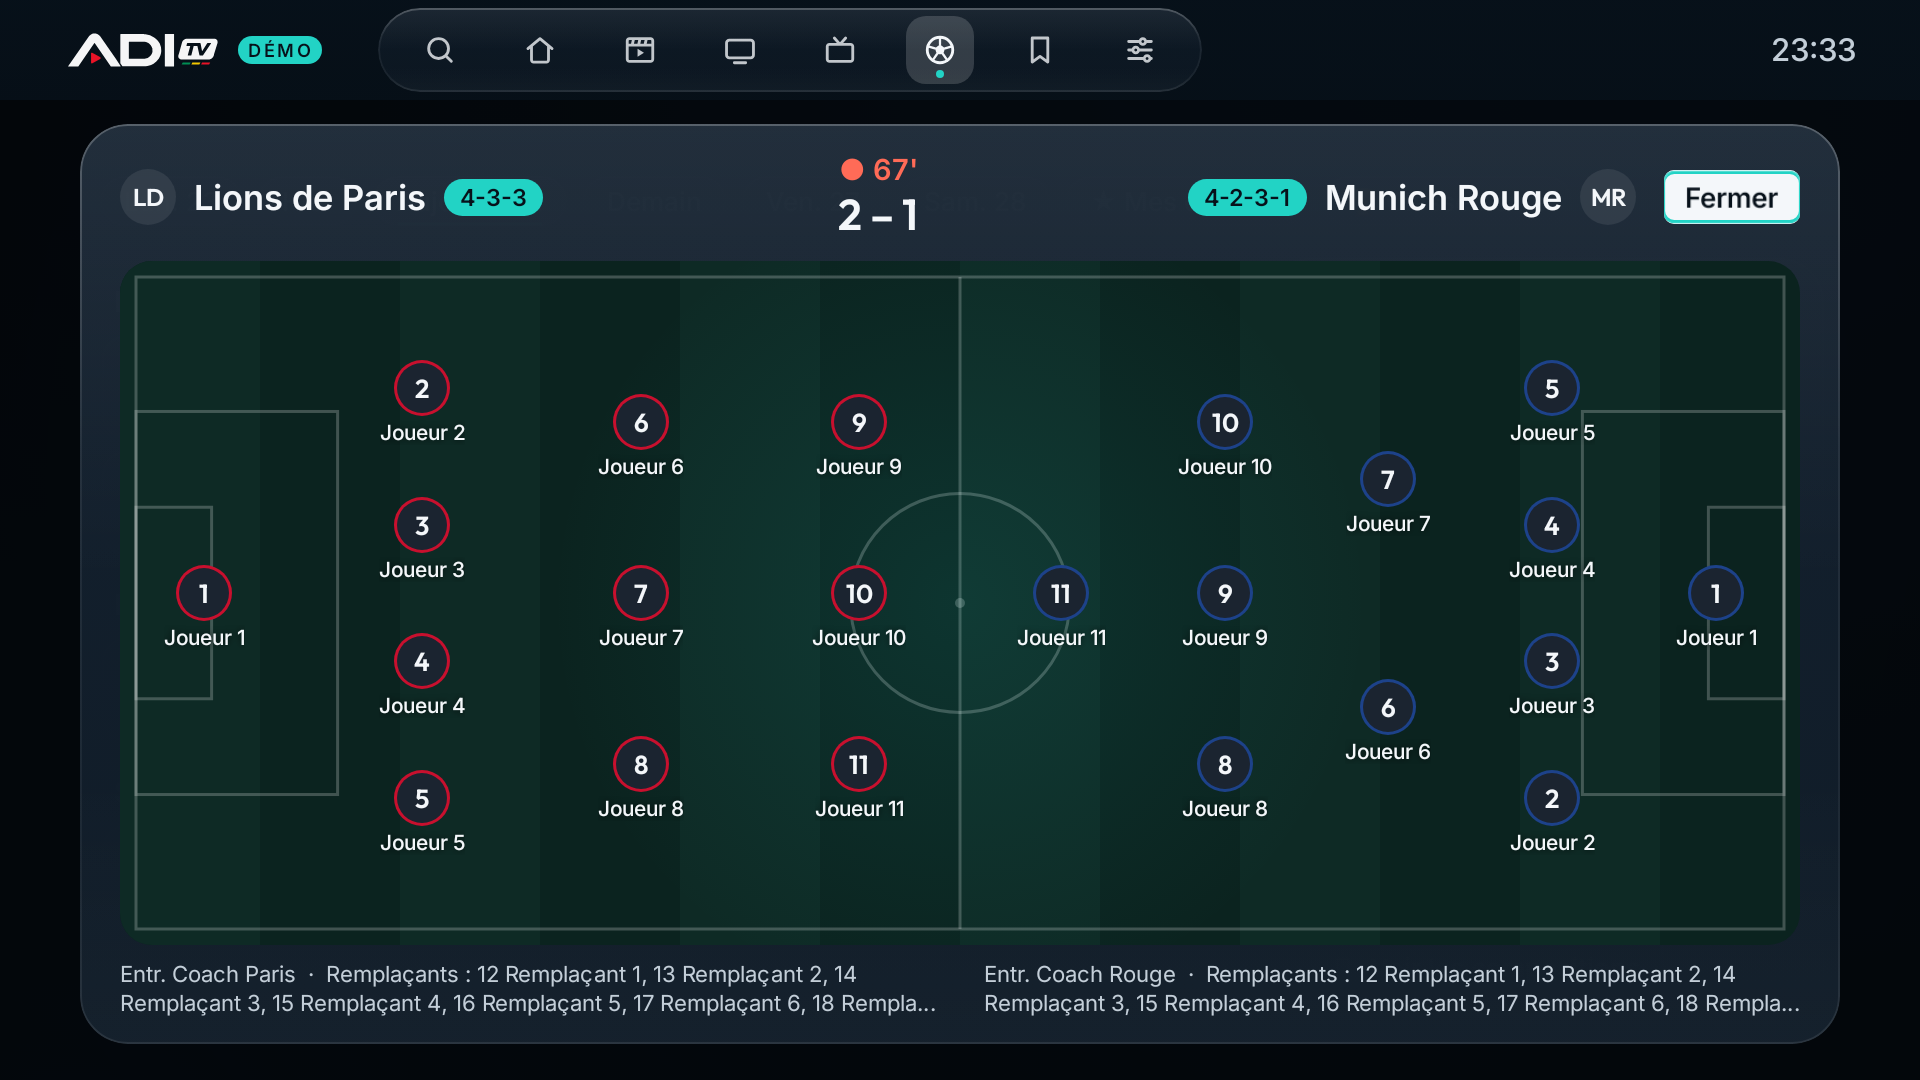 ADI TV DÉMO 23:33
LD Lions de Paris 4-3-3
67'
2 – 1
4-2-3-1 Munich Rouge MR Fermer
2
Joueur 2
3
Joueur 3
4
Joueur 4
5
Joueur 5
1
Joueur 1
6
Joueur 6
7
Joueur 7
8
Joueur 8
9
Joueur 9
10
Joueur 10
11
Joueur 11
11
Joueur 11
10
Joueur 10
9
Joueur 9
8
Joueur 8
7
Joueur 7
6
Joueur 6
5
Joueur 5
4
Joueur 4
3
Joueur 3
2
Joueur 2
1
Joueur 1
Entr. Coach Paris · Remplaçants : 12 Remplaçant 1, 13 Remplaçant 2, 14
Remplaçant 3, 15 Remplaçant 4, 16 Remplaçant 5, 17 Remplaçant 6, 18 Rempla...
Entr. Coach Rouge · Remplaçants : 12 Remplaçant 1, 13 Remplaçant 2, 14
Remplaçant 3, 15 Remplaçant 4, 16 Remplaçant 5, 17 Remplaçant 6, 18 Rempla...